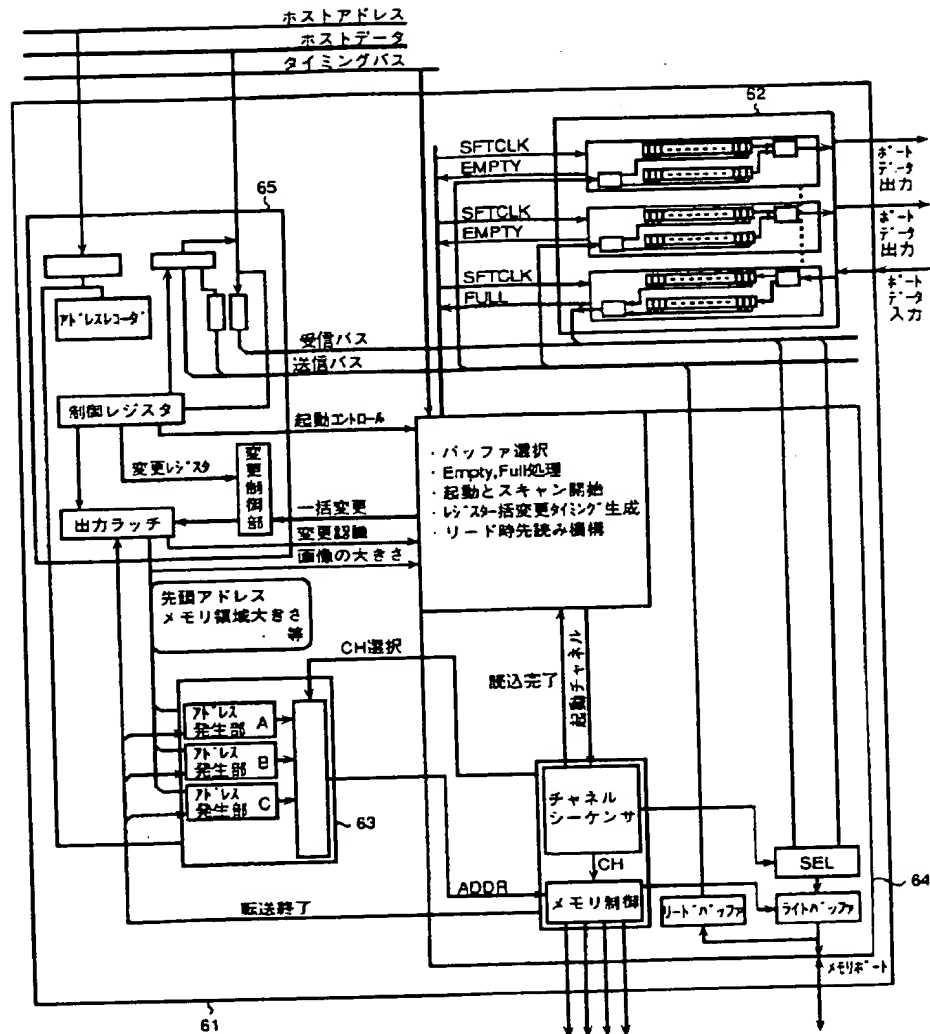 ホストアドレス
ホストデータ
タイミングバス
62
SFTCLK
EMPTY
ポート
データ
出力
65
SFTCLK
EMPTY
ポート
データ
出力
SFTCLK
FULL
ポート
データ
入力
アドレスレコーダ
受信バス
送信バス
制御レジスタ
起動コントロール
変更レジスタ
変更制御部
・バッファ選択
・Empty,Full処理
・起動とスキャン開始
・レジスター括変更タイミング生成
・リード時先読み機構
一括変更
出力ラッチ
変更認識
画像の大きさ
先頭アドレス
メモリ領域大きさ
等
CH選択
読込完了
起動チャネル
アドレス
発生部 A
アドレス
発生部 B
アドレス
発生部 C
63
チャネル
シーケンサ
CH
SEL
64
ADDR
転送終了
メモリ制御
リードバッファ
ライトバッファ
メモリポート
61